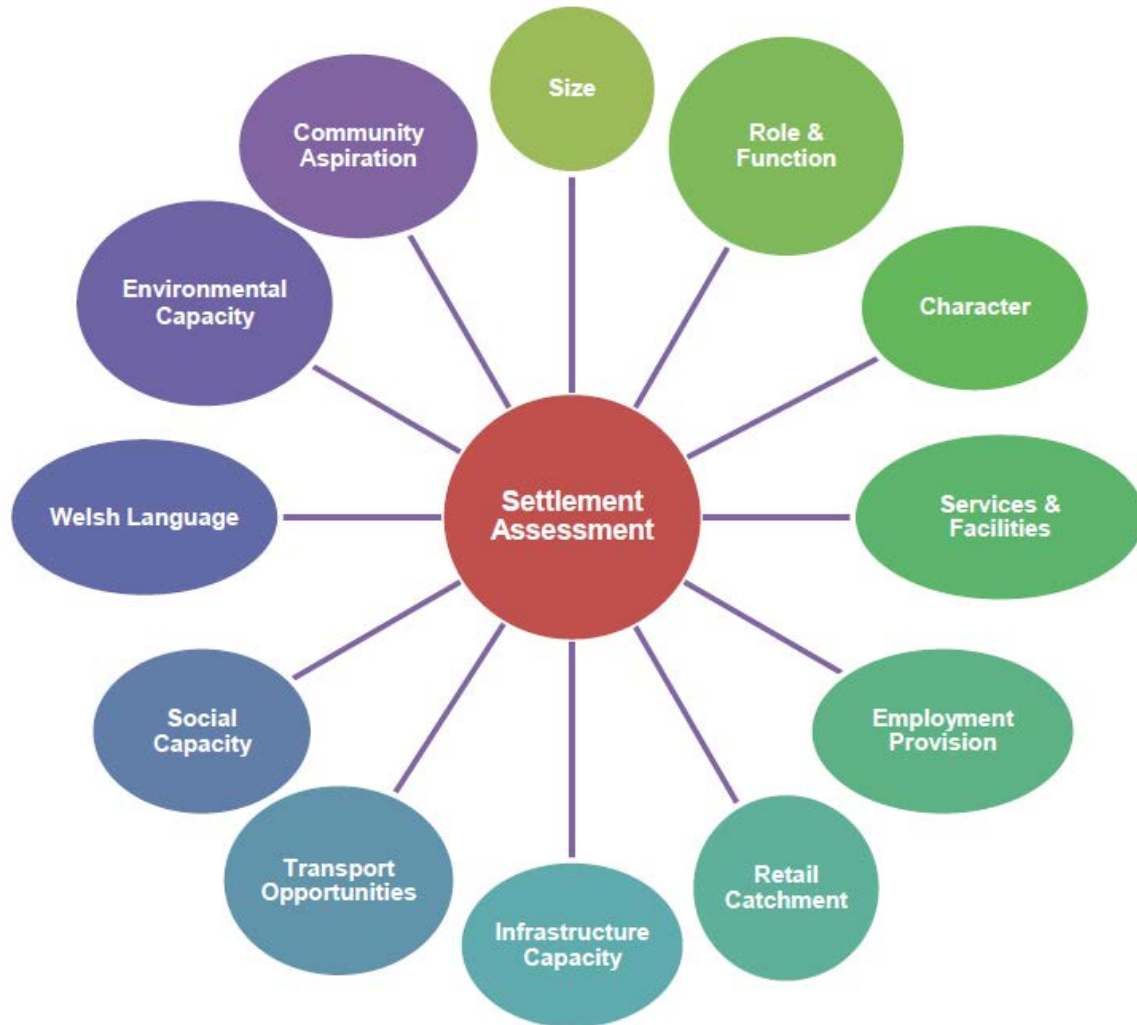 Size
Role &
Function
Character
Services &
Facilities
Employment
Provision
Retail
Catchment
Infrastructure
Capacity
Transport
Opportunities
Social
Capacity
Welsh Language
Environmental
Capacity
Community
Aspiration
Settlement
Assessment